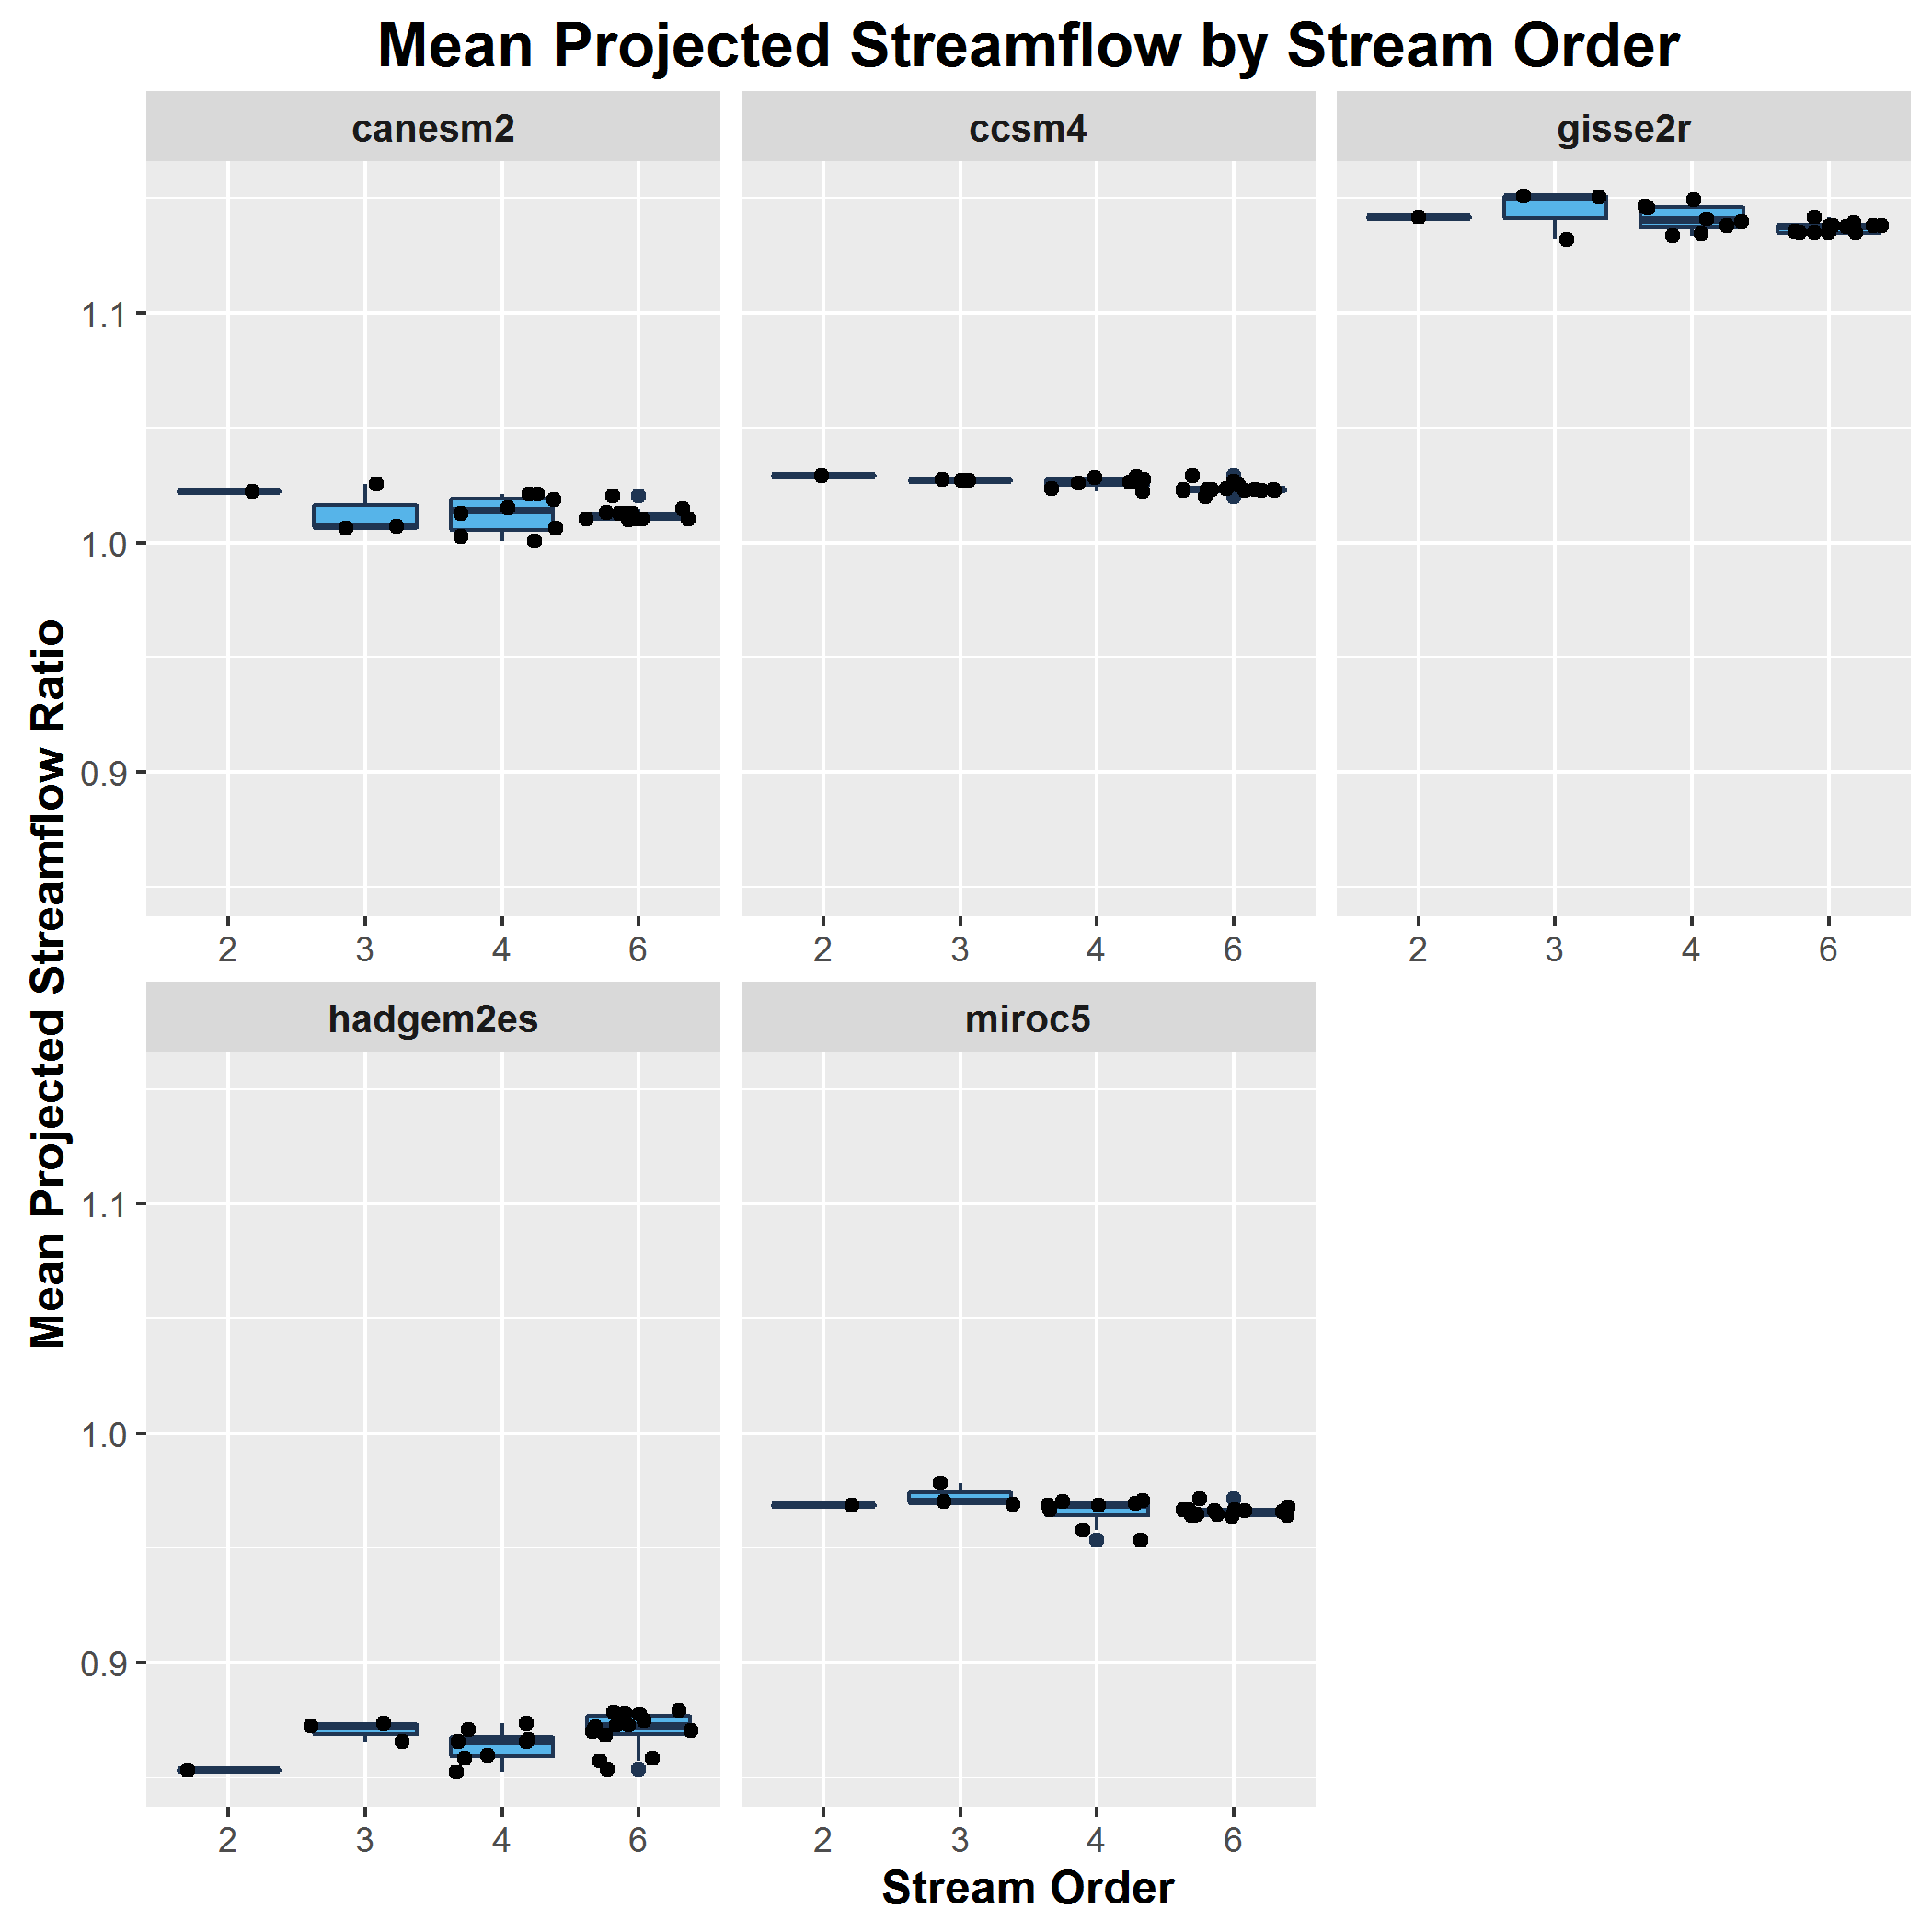 Mean Projected Streamflow by Stream Order
canesm2
ccsm4
gisse2r
1.1
1.0
0.9
2 3 4 6
2 3 4 6
2 3 4 6
Mean Projected Streamflow Ratio
hadgem2es
miroc5
1.1
1.0
0.9
2 3 4 6
2 3 4 6
Stream Order